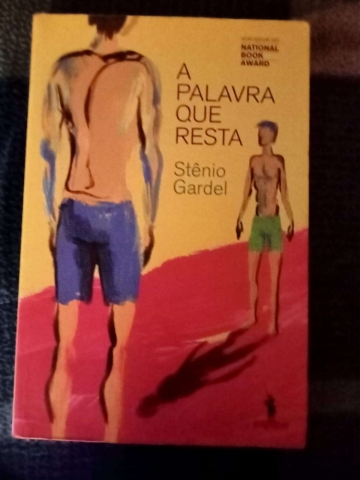 NATIONAL
BOOK
AWARD
A
PALAVRA
QUE
RESTA
Stênio
Gardel